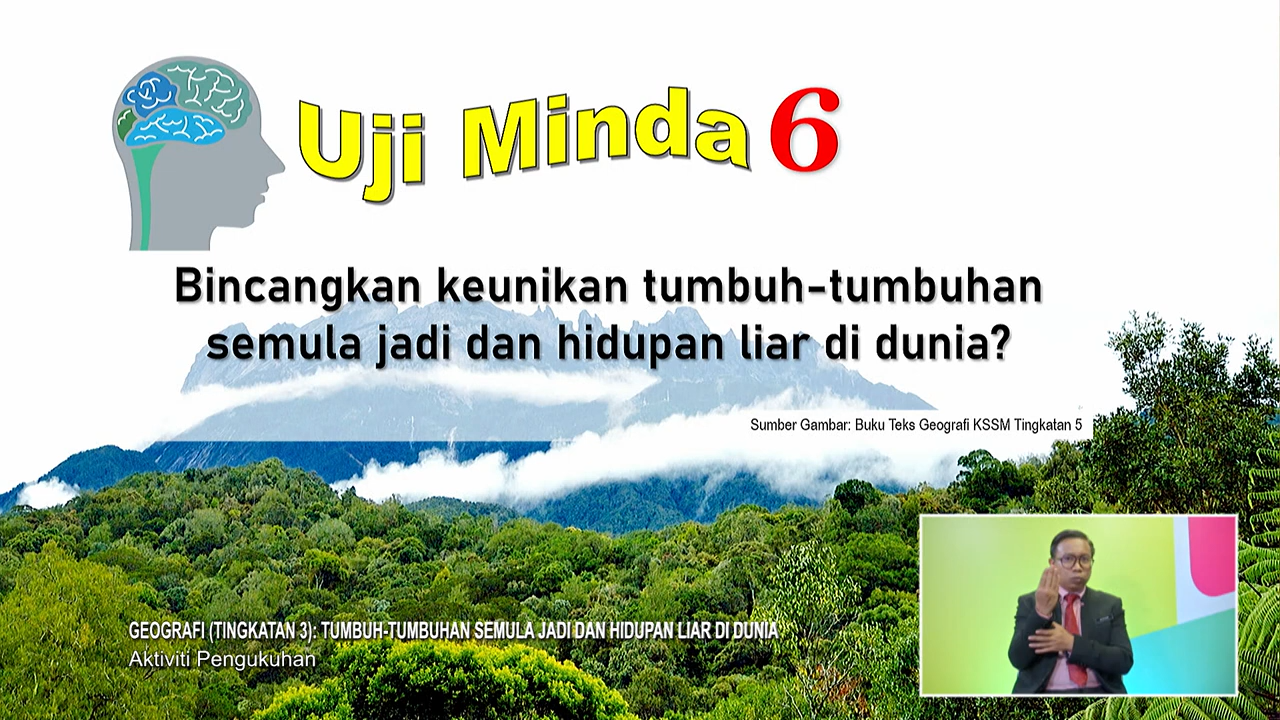 Uji Minda 6
Bincangkan keunikan tumbuh-tumbuhan
semula jadi dan hidupan liar di dunia?
Sumber Gambar: Buku Teks Geografi KSSM Tingkatan 5
GEOGRAFI (TINGKATAN 3): TUMBUH-TUMBUHAN SEMULA JADI DAN HIDUPAN LIAR DI DUNIA
Aktiviti Pengukuhan